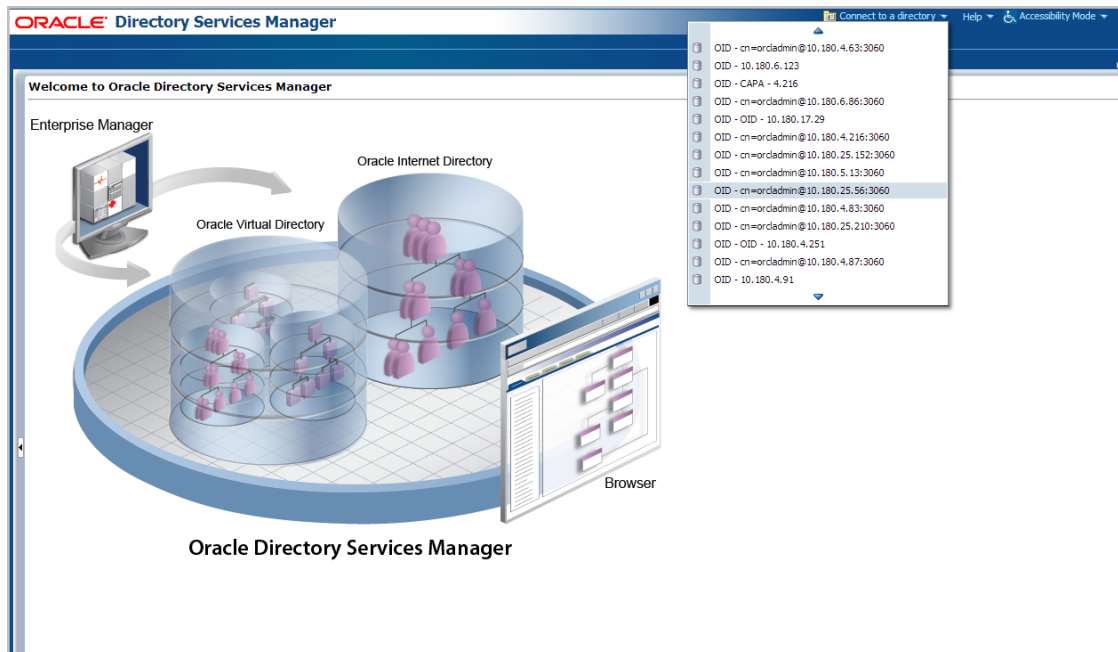 ORACLE Directory Services Manager
Connect to a directory Help Accessibility Mode
Welcome to Oracle Directory Services Manager
OID - cn=orcladmin@10.180.4.63:3060
OID - 10.180.6.123
OID - CAPA - 4.216
OID - cn=orcladmin@10.180.6.86:3060
OID - OID - 10.180.17.29
OID - cn=orcladmin@10.180.4.216:3060
OID - cn=orcladmin@10.180.25.152:3060
OID - cn=orcladmin@10.180.5.13:3060
OID - cn=orcladmin@10.180.25.56:3060
OID - cn=orcladmin@10.180.4.83:3060
OID - cn=orcladmin@10.180.25.210:3060
OID - OID - 10.180.4.251
OID - cn=orcladmin@10.180.4.87:3060
OID - 10.180.4.91
Enterprise Manager
Oracle Internet Directory
Oracle Virtual Directory
Browser
Oracle Directory Services Manager